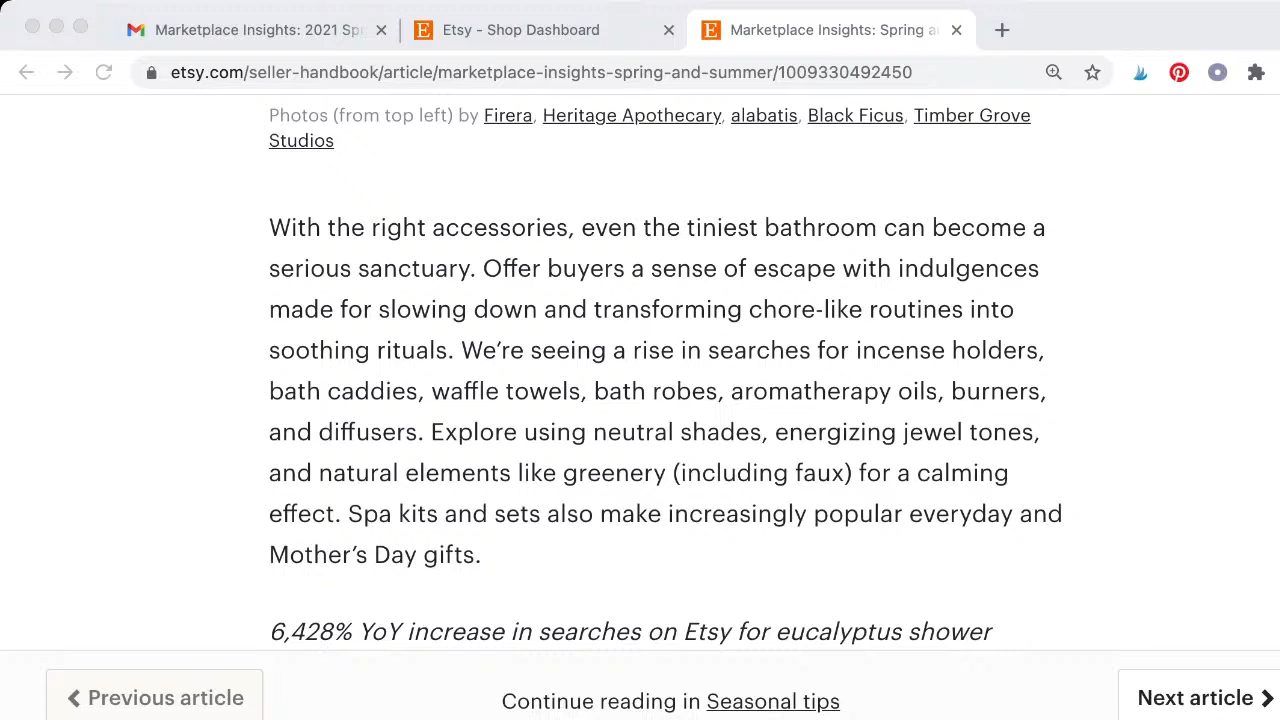 Marketplace Insights: 2021 Spr
Etsy - Shop Dashboard
Marketplace Insights: Spring a
etsy.com/seller-handbook/article/marketplace-insights-spring-and-summer/1009330492450
Photos (from top left) by Firera, Heritage Apothecary, alabatis, Black Ficus, Timber Grove
Studios
With the right accessories, even the tiniest bathroom can become a
serious sanctuary. Offer buyers a sense of escape with indulgences
made for slowing down and transforming chore-like routines into
soothing rituals. We’re seeing a rise in searches for incense holders,
bath caddies, waffle towels, bath robes, aromatherapy oils, burners,
and diffusers. Explore using neutral shades, energizing jewel tones,
and natural elements like greenery (including faux) for a calming
effect. Spa kits and sets also make increasingly popular everyday and
Mother’s Day gifts.
6,428% YoY increase in searches on Etsy for eucalyptus shower
Previous article
Continue reading in Seasonal tips
Next article